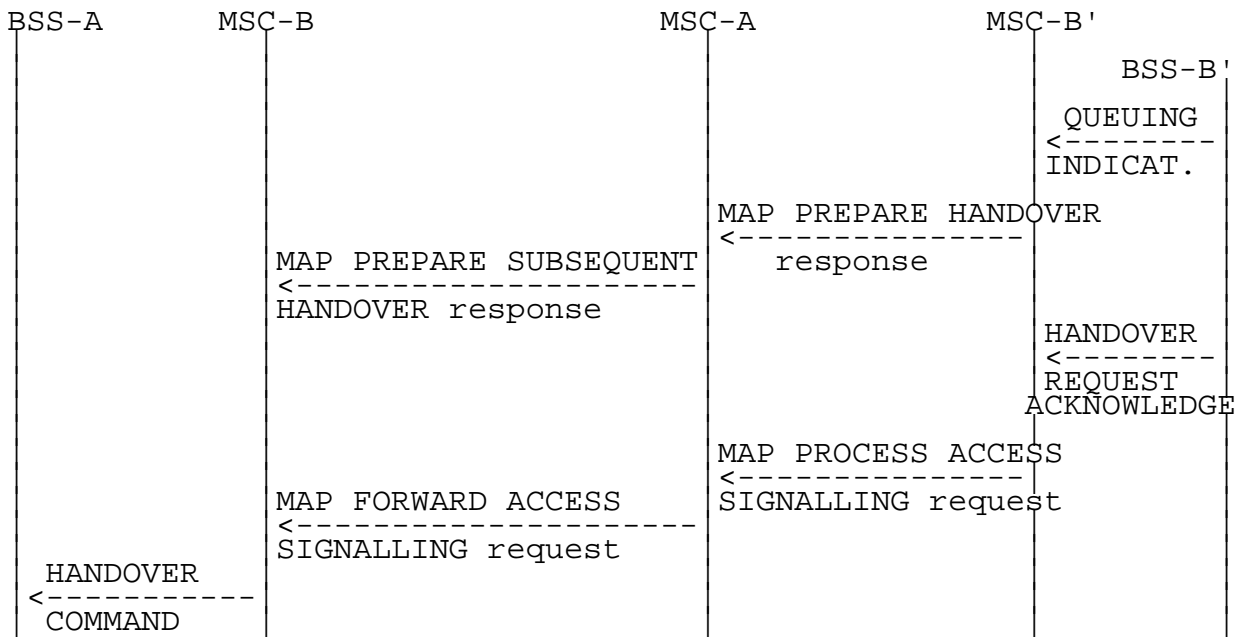 BSS-A MSC-B MSC-A MSC-B'
BSS-B'
QUEUING
INDICAT.
MAP PREPARE HANDOVER
response
MAP PREPARE SUBSEQUENT
HANDOVER response
HANDOVER
REQUEST
ACKNOWLEDGE
MAP PROCESS ACCESS
SIGNALLING request
MAP FORWARD ACCESS
SIGNALLING request
HANDOVER
COMMAND